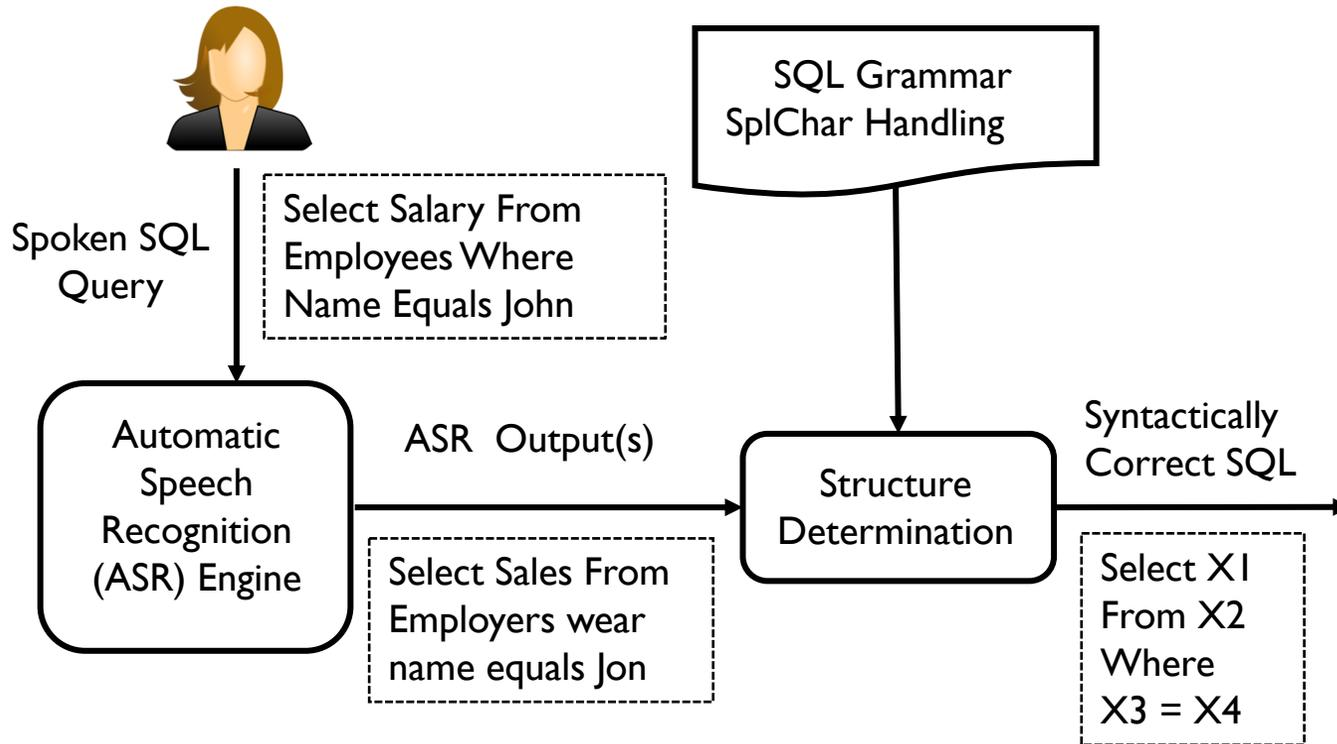 SQL Grammar
SplChar Handling
Spoken SQL
Query
Select Salary From
Employees Where
Name Equals John
Automatic
Speech
Recognition
(ASR) Engine
ASR Output(s)
Select Sales From
Employers wear
name equals Jon
Structure
Determination
Syntactically
Correct SQL
Select X1
From X2
Where
X3 = X4